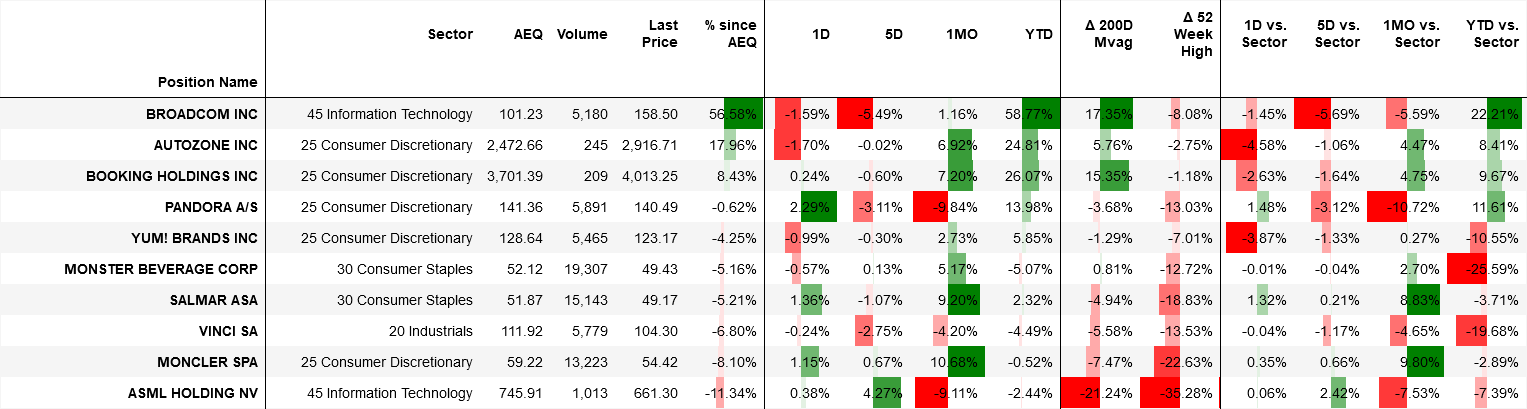 Position Name Sector AEQ Volume Last Price % since AEQ 1D 5D 1MO YTD Δ 200D Mvag Δ 52 Week High 1D vs. Sector 5D vs. Sector 1MO vs. Sector YTD vs. Sector
BROADCOM INC 45 Information Technology 101.23 5,180 158.50 56.58% -1.59% -5.49% 1.16% 58.77% 17.35% -8.08% -1.45% -5.69% -5.59% 22.21%
AUTOZONE INC 25 Consumer Discretionary 2,472.66 245 2,916.71 17.96% -1.70% -0.02% 6.92% 24.81% 5.76% -2.75% -4.58% -1.06% 4.47% 8.41%
BOOKING HOLDINGS INC 25 Consumer Discretionary 3,701.39 209 4,013.25 8.43% 0.24% -0.60% 7.20% 26.07% 15.35% -1.18% -2.63% -1.64% 4.75% 9.67%
PANDORA A/S 25 Consumer Discretionary 141.36 5,891 140.49 -0.62% 2.29% -3.11% -9.84% 13.98% -3.68% -13.03% 1.48% -3.12% -10.72% 11.61%
YUM! BRANDS INC 25 Consumer Discretionary 128.64 5,465 123.17 -4.25% -0.99% -0.30% 2.73% 5.85% -1.29% -7.01% -3.87% -1.33% 0.27% -10.55%
MONSTER BEVERAGE CORP 30 Consumer Staples 52.12 19,307 49.43 -5.16% -0.57% 0.13% 5.17% -5.07% 0.81% -12.72% -0.01% -0.04% 2.70% -25.59%
SALMAR ASA 30 Consumer Staples 51.87 15,143 49.17 -5.21% 1.36% -1.07% 9.20% 2.32% -4.94% -18.83% 1.32% 0.21% 8.83% -3.71%
VINCI SA 20 Industrials 111.92 5,779 104.30 -6.80% -0.24% -2.75% -4.20% -4.49% -5.58% -13.53% -0.04% -1.17% -4.65% -19.68%
MONCLER SPA 25 Consumer Discretionary 59.22 13,223 54.42 -8.10% 1.15% 0.67% 10.68% -0.52% -7.47% -22.63% 0.35% 0.66% 9.80% -2.89%
ASML HOLDING NV 45 Information Technology 745.91 1,013 661.30 -11.34% 0.38% 4.27% -9.11% -2.44% -21.24% -35.28% 0.06% 2.42% -7.53% -7.39%